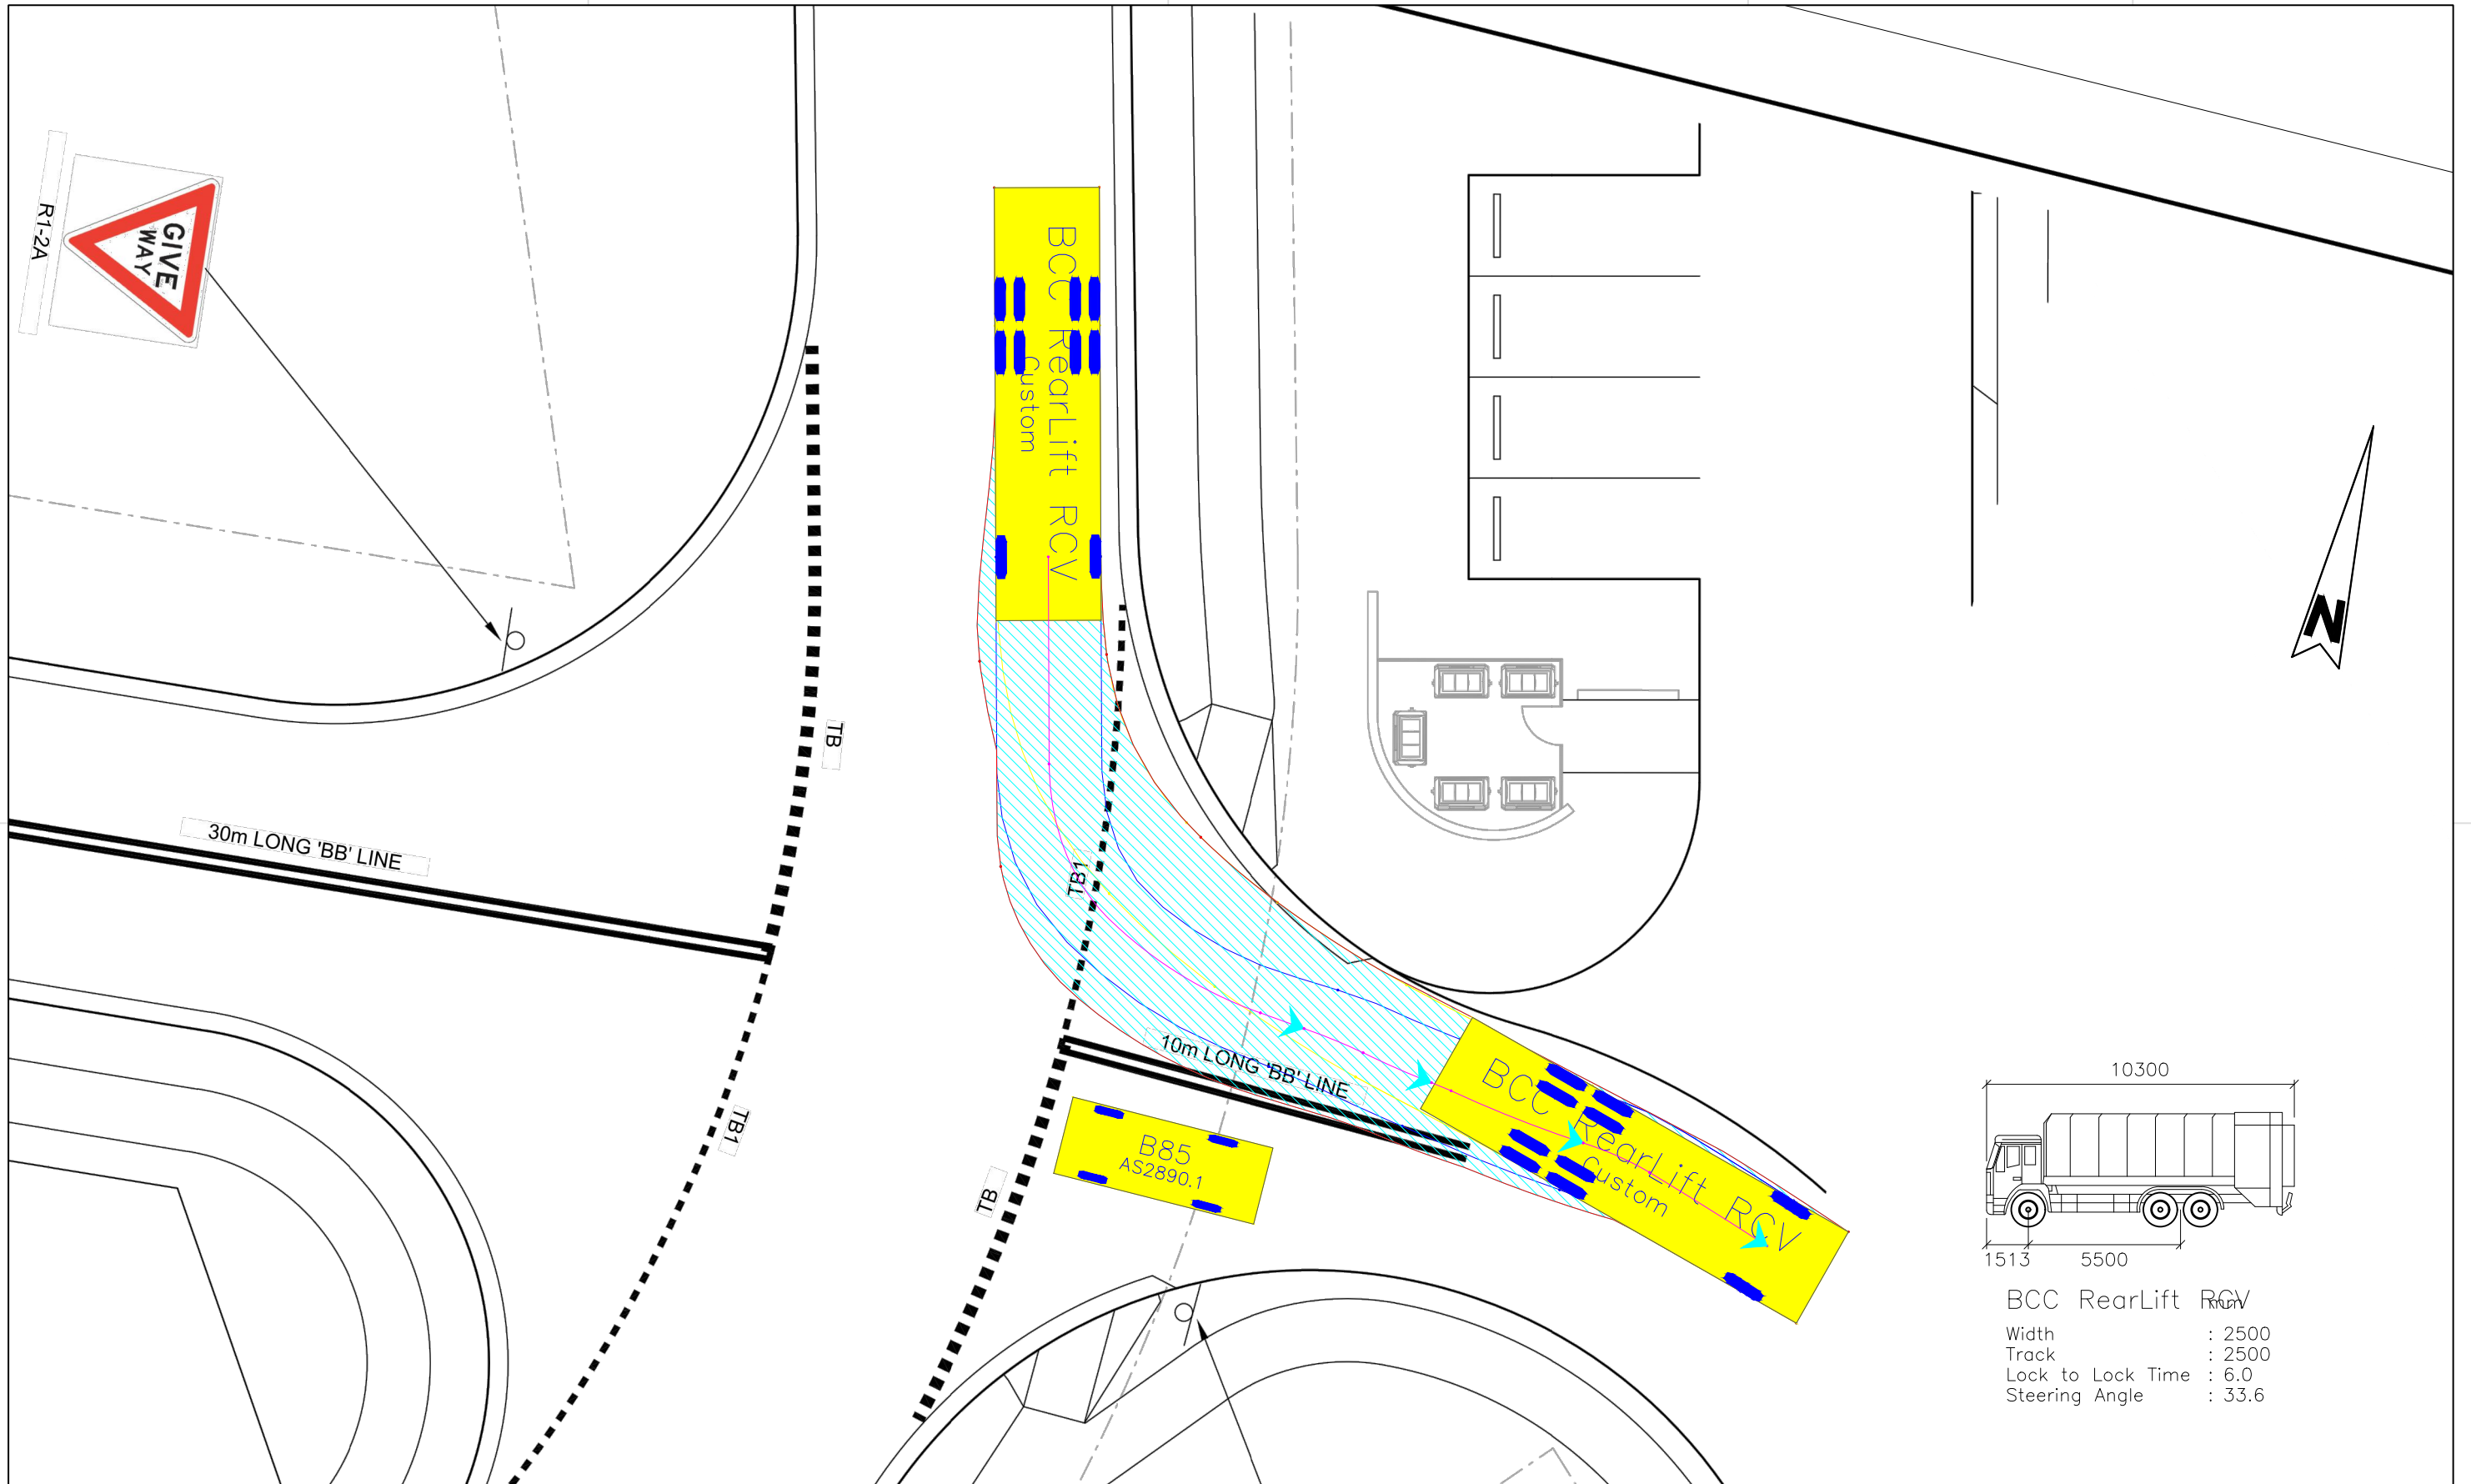 GIVE
WAY
R1-2A
BCC RearLift RCV
Custom
TB
30m LONG 'BB' LINE
TB1
TB1
10m LONG 'BB' LINE
TB
B85
AS2890.1
BCC RearLift RCV
Custom
N
10300
1513
5500
BCC RearLift RCV
mm
Width : 2500
Track : 2500
Lock to Lock Time : 6.0
Steering Angle : 33.6